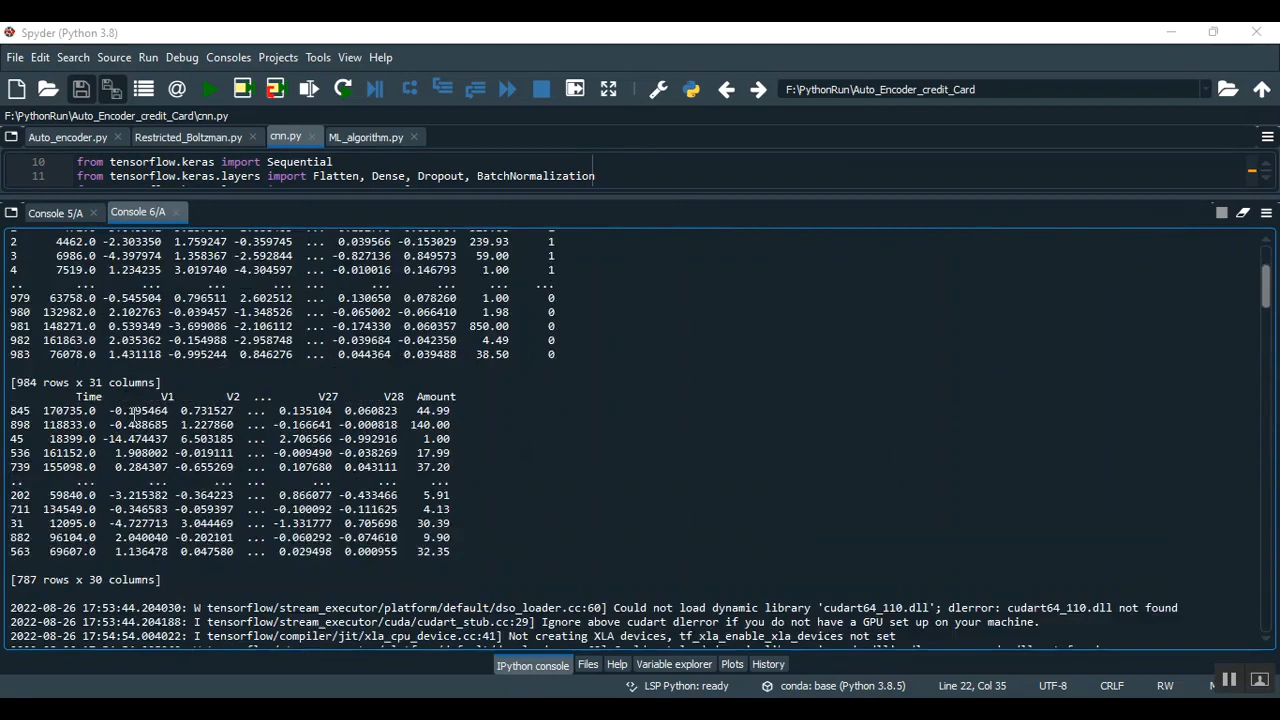 Spyder (Python 3.8)
File Edit Search Source Run Debug Consoles Projects Tools View Help
F:\PythonRun\Auto_Encoder_credit_Card
F:\PythonRun\Auto_Encoder_credit_Card\cnn.py
Auto_encoder.py Restricted_Boltzman.py cnn.py ML_algorithm.py
10 from tensorflow.keras import Sequential
11 from tensorflow.keras.layers import Flatten, Dense, Dropout, BatchNormalization
Console 5/A Console 6/A
2 4462.0 -2.303350 1.759247 -0.359745 ... 0.039566 -0.153029 239.93 1
3 6986.0 -4.397974 1.358367 -2.592844 ... -0.827136 0.849573 59.00 1
4 7519.0 1.234235 3.019740 -4.304597 ... -0.010016 0.146793 1.00 1
.. ... ... ... ... ... ... ... ... ...
979 63758.0 -0.545504 0.796511 2.602512 ... 0.130650 0.078260 1.00 0
980 132982.0 2.102763 -0.039457 -1.348526 ... -0.065002 -0.066410 1.98 0
981 148271.0 0.539349 -3.699086 -2.106112 ... -0.174330 0.060357 850.00 0
982 161863.0 2.035362 -0.154988 -2.958748 ... -0.039684 -0.042350 4.49 0
983 76078.0 1.431118 -0.995244 0.846276 ... 0.044364 0.039488 38.50 0
[984 rows x 31 columns]
Time V1 V2 ... V27 V28 Amount
845 170735.0 -0.195464 0.731527 ... 0.135104 0.060823 44.99
898 118833.0 -0.488685 1.227860 ... -0.166641 -0.000818 140.00
45 18399.0 -14.474437 6.503185 ... 2.706566 -0.992916 1.00
536 161152.0 1.908002 -0.019111 ... -0.009490 -0.038269 17.99
739 155098.0 0.284307 -0.655269 ... 0.107680 0.043111 37.20
.. ... ... ... ... ... ... ...
202 59840.0 -3.215382 -0.364223 ... 0.866077 -0.433466 5.91
711 134549.0 -0.346583 -0.059397 ... -0.106844 -0.111625 4.13
31 12095.0 -4.727713 3.044469 ... -1.331777 0.705698 30.39
882 96104.0 2.040040 -0.202101 ... -0.060292 -0.074610 9.90
563 69607.0 1.136478 0.047580 ... 0.029498 0.000955 32.35
[787 rows x 30 columns]
2022-08-26 17:53:44.204030: W tensorflow/stream_executor/platform/default/dso_loader.cc:60] Could not load dynamic library 'cudart64_110.dll'; dlerror: cudart64_110.dll not found
2022-08-26 17:53:44.204188: I tensorflow/stream_executor/cuda/cudart_stub.cc:29] Ignore above cudart dlerror if you do not have a GPU set up on your machine.
2022-08-26 17:54:54.004022: I tensorflow/compiler/jit/xla_cpu_device.cc:41] Not creating XLA devices, tf_xla_enable_xla_devices not set
IPython console Files Help Variable explorer Plots History
LSP Python: ready conda: base (Python 3.8.5) Line 22, Col 35 UTF-8 CRLF RW